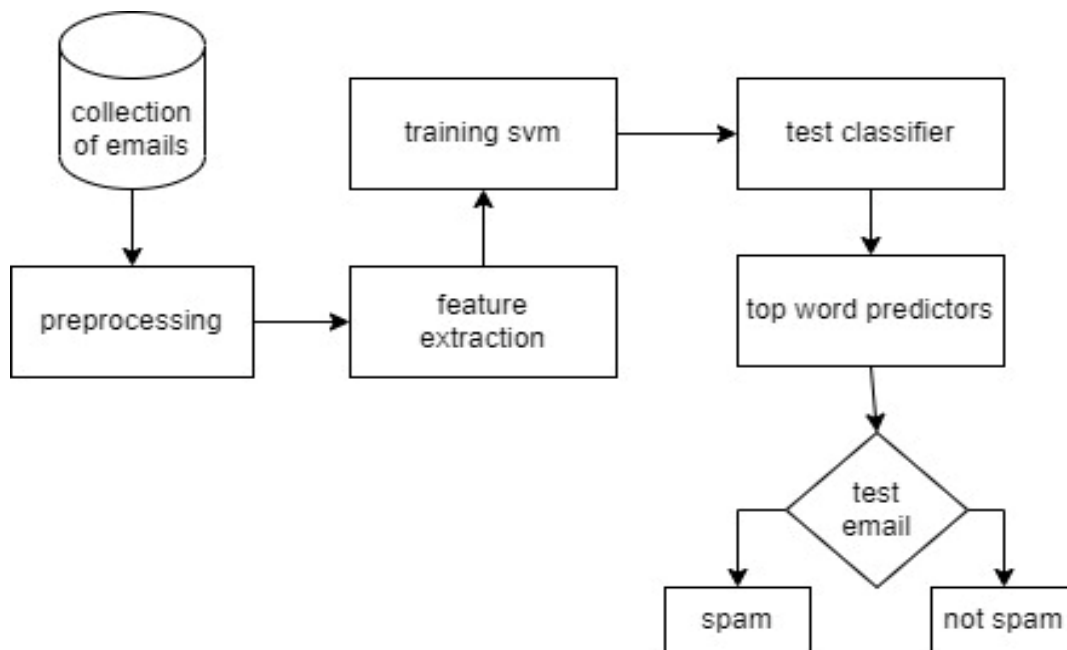 collection
of emails
preprocessing
feature
extraction
training svm
test classifier
top word predictors
test
email
spam
not spam